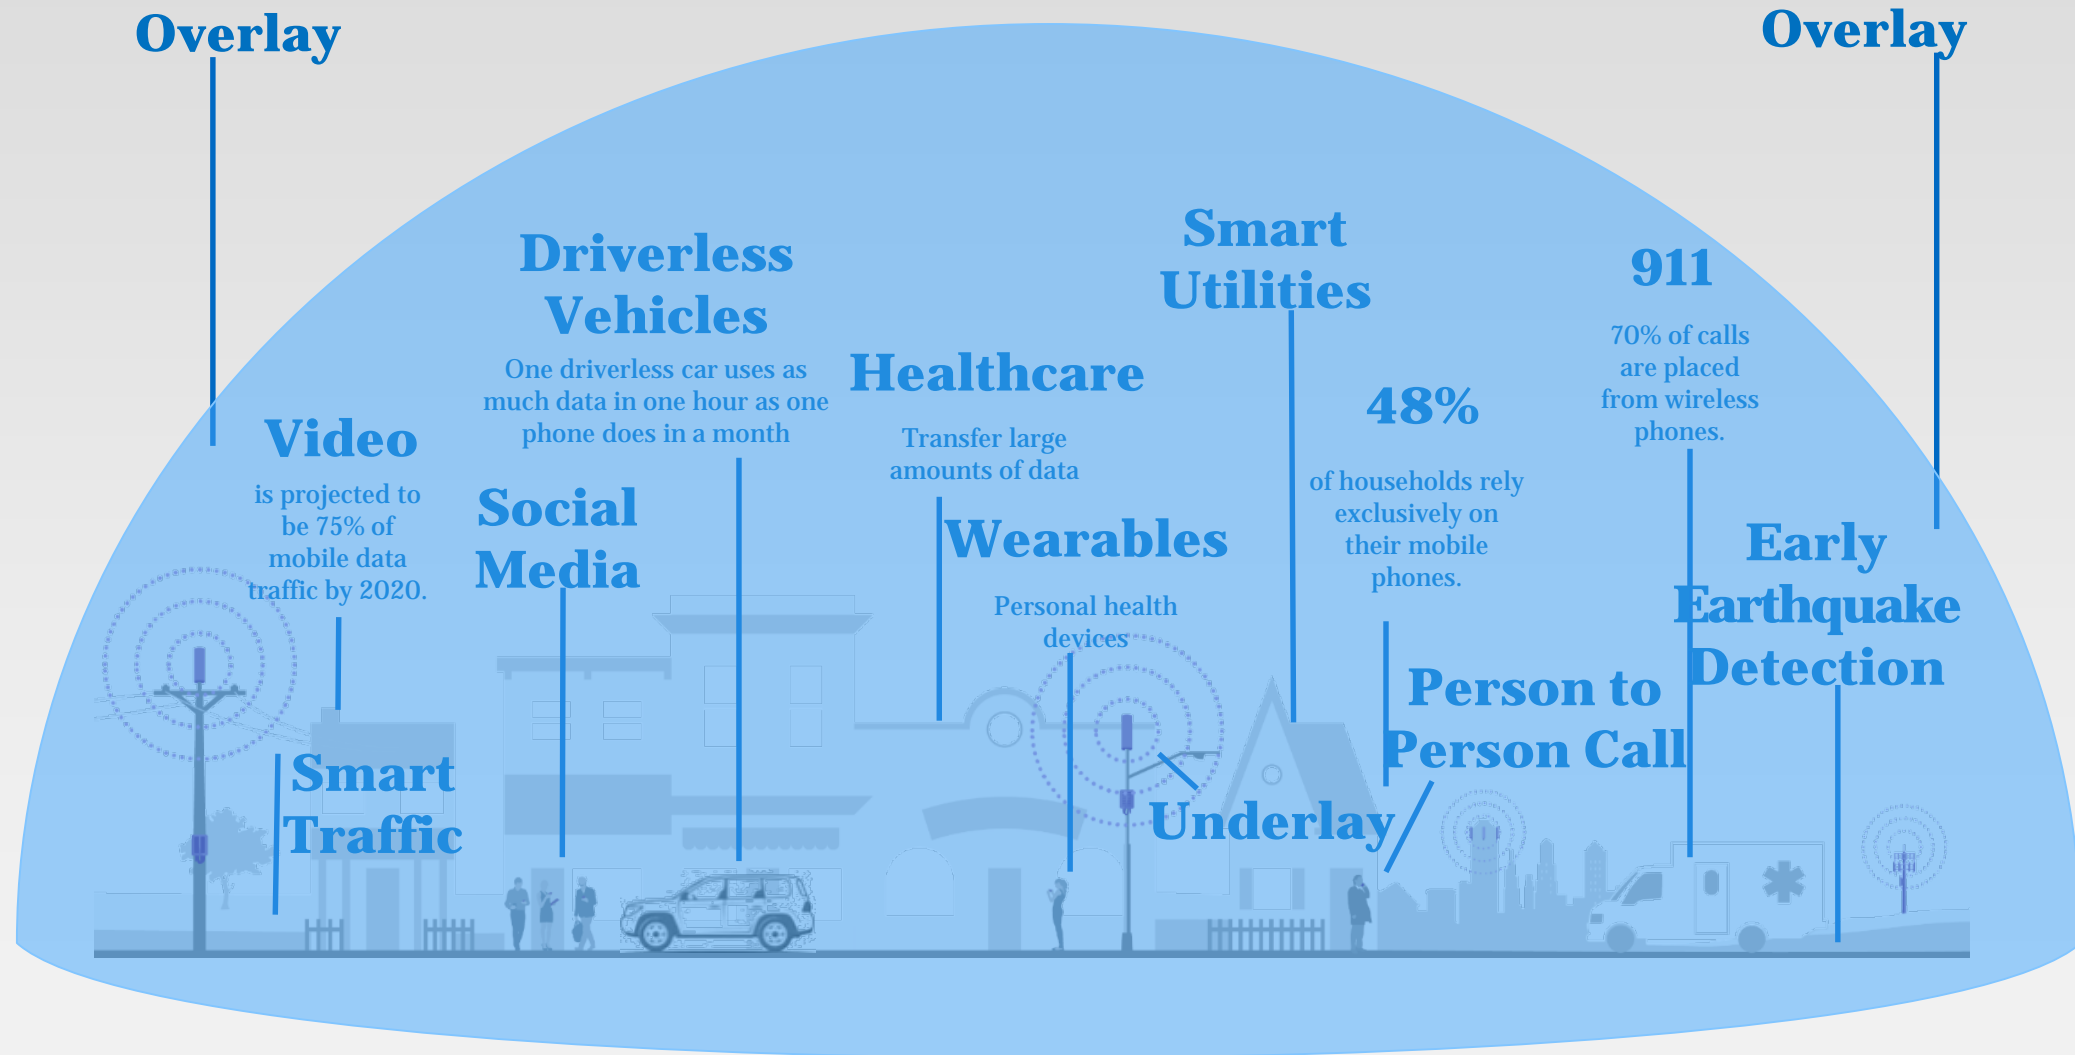 Overlay
Overlay
Driverless
Vehicles
One driverless car uses as
much data in one hour as one
phone does in a month
Smart
Utilities
911
70% of calls
are placed
from wireless
phones.
Healthcare
Transfer large
amounts of data
48%
of households rely
exclusively on
their mobile
phones.
Video
is projected to
be 75% of
mobile data
traffic by 2020.
Social
Media
Wearables
Personal health
devices
Early
Earthquake
Detection
Person to
Person Call
Smart
Traffic
Underlay